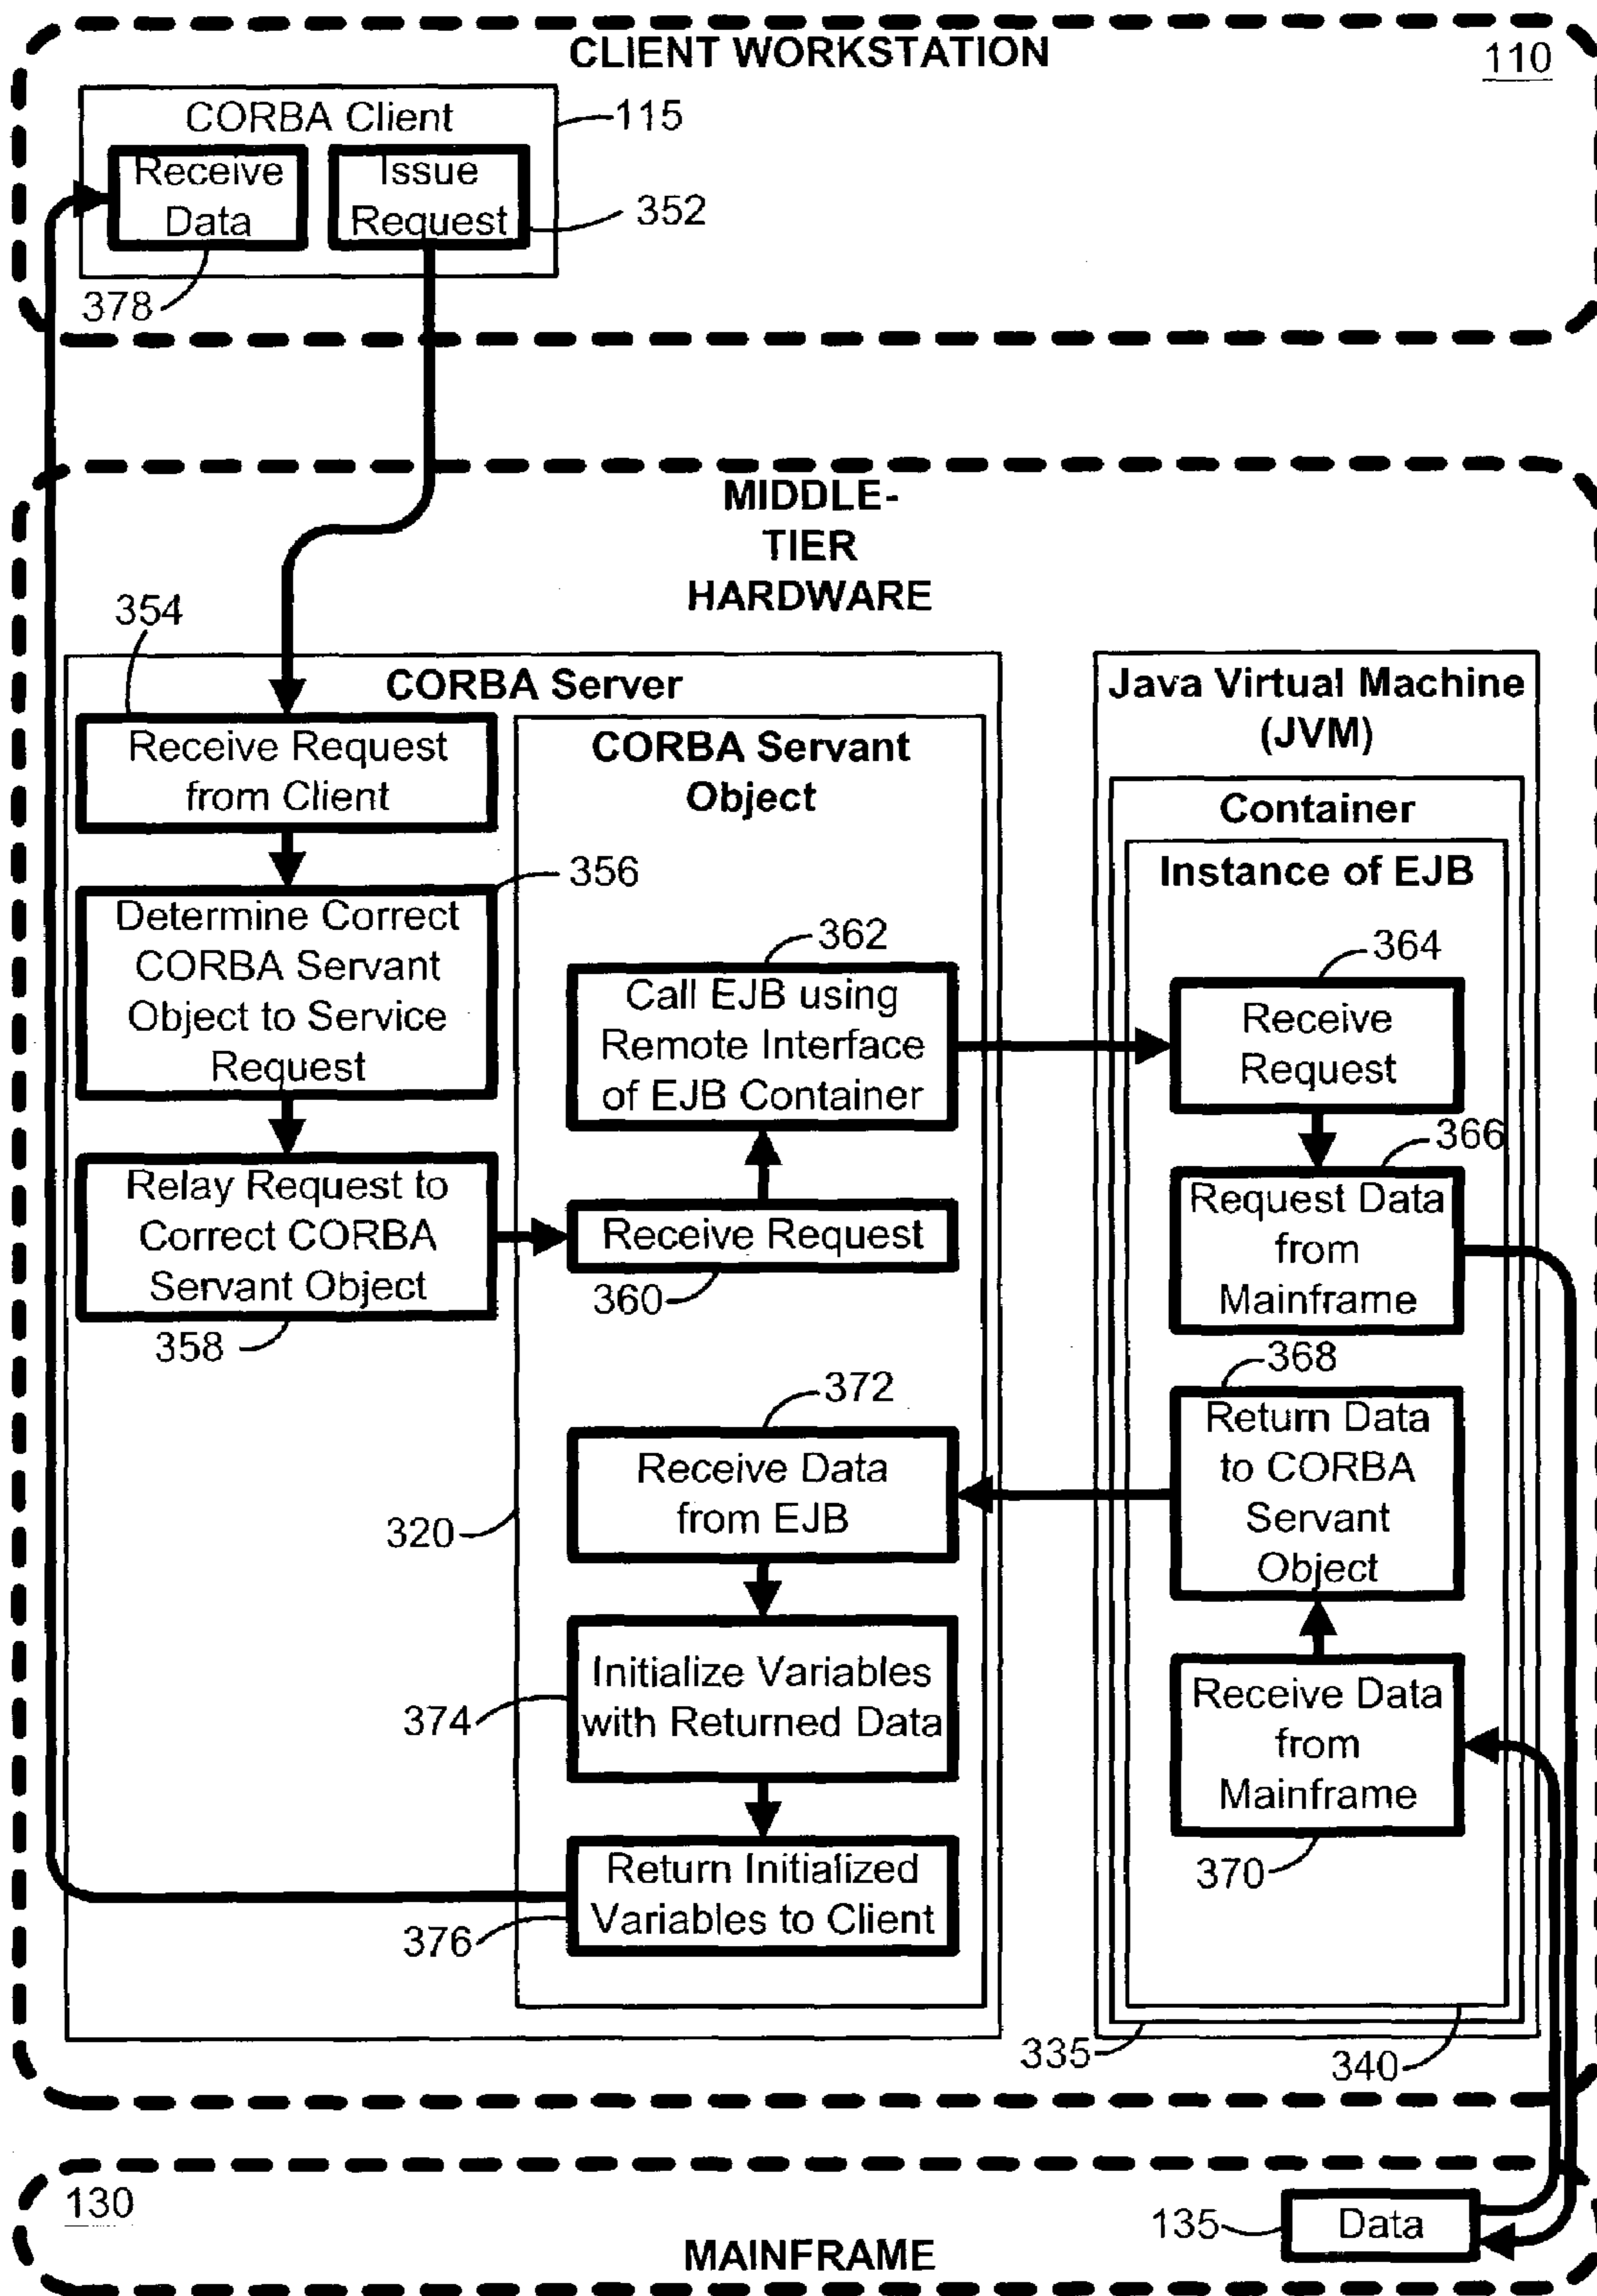 CLIENT WORKSTATION
110
CORBA Client
115
Receive
Data
Issue
Request
352
378
MIDDLE-
TIER
HARDWARE
354
CORBA Server
Receive Request
from Client
356
Determine Correct
CORBA Servant
Object to Service
Request
Relay Request to
Correct CORBA
Servant Object
358
CORBA Servant
Object
362
Call EJB using
Remote Interface
of EJB Container
Receive Request
360
372
Receive Data
from EJB
320
Initialize Variables
with Returned Data
374
Return Initialized
Variables to Client
376
Java Virtual Machine
(JVM)
Container
Instance of EJB
364
Receive
Request
366
Request Data
from
Mainframe
368
Return Data
to CORBA
Servant
Object
Receive Data
from
Mainframe
370
335
340
130
135
Data
MAINFRAME